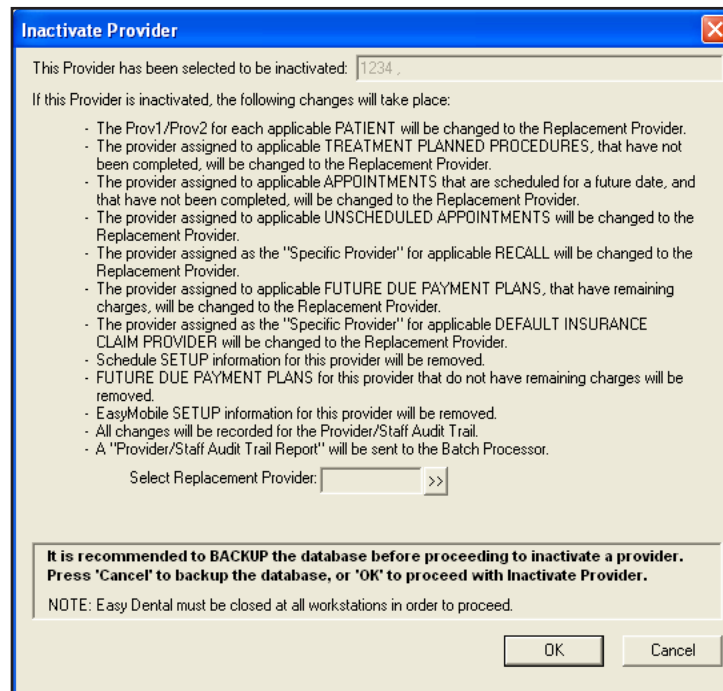 Inactivate Provider
This Provider has been selected to be inactivated: 1234 ,
If this Provider is inactivated, the following changes will take place:
- The Prov1/Prov2 for each applicable PATIENT will be changed to the Replacement Provider.
- The provider assigned to applicable TREATMENT PLANNED PROCEDURES, that have not
been completed, will be changed to the Replacement Provider.
- The provider assigned to applicable APPOINTMENTS that are scheduled for a future date, and
that have not been completed, will be changed to the Replacement Provider.
- The provider assigned to applicable UNSCHEDULED APPOINTMENTS will be changed to the
Replacement Provider.
- The provider assigned as the "Specific Provider" for applicable RECALL will be changed to the
Replacement Provider.
- The provider assigned to applicable FUTURE DUE PAYMENT PLANS, that have remaining
charges, will be changed to the Replacement Provider.
- The provider assigned as the "Specific Provider" for applicable DEFAULT INSURANCE
CLAIM PROVIDER will be changed to the Replacement Provider.
- Schedule SETUP information for this provider will be removed.
- FUTURE DUE PAYMENT PLANS for this provider that do not have remaining charges will be
removed.
- EasyMobile SETUP information for this provider will be removed.
- All changes will be recorded for the Provider/Staff Audit Trail.
- A "Provider/Staff Audit Trail Report" will be sent to the Batch Processor.
Select Replacement Provider: >>
It is recommended to BACKUP the database before proceeding to inactivate a provider.
Press 'Cancel' to backup the database, or 'OK' to proceed with Inactivate Provider.
NOTE: Easy Dental must be closed at all workstations in order to proceed.
OK Cancel